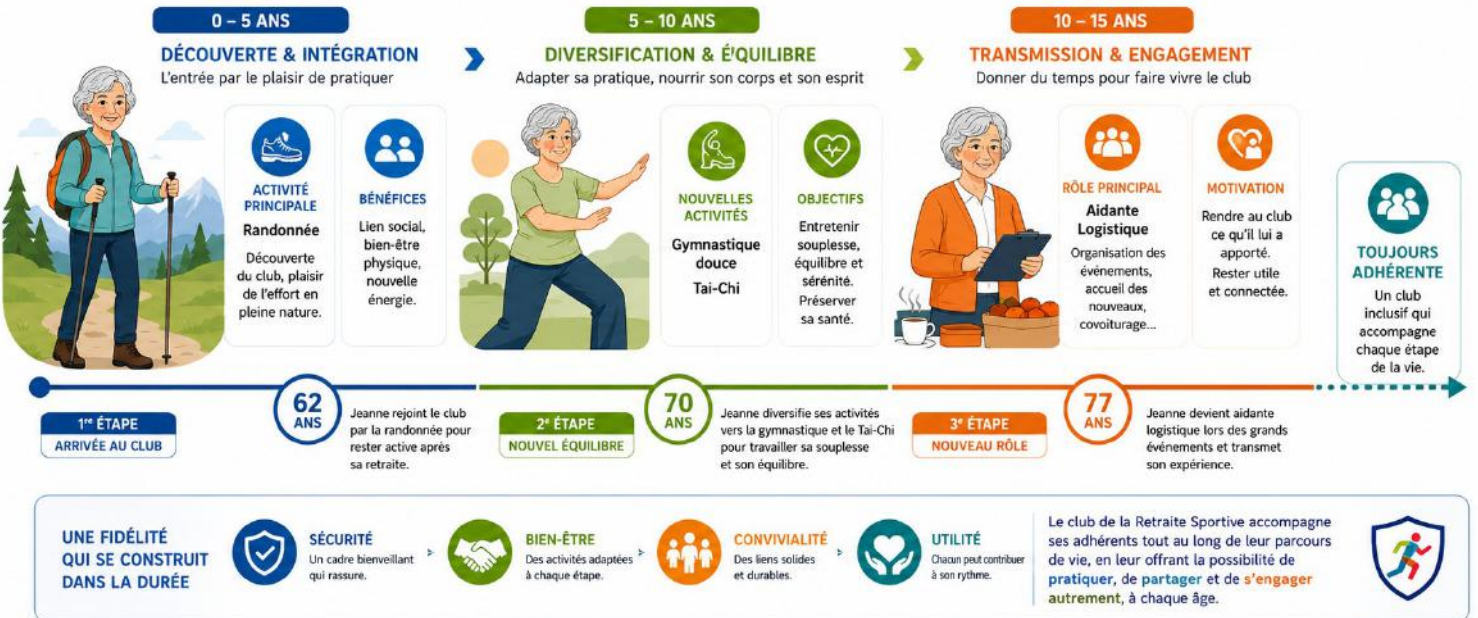 0 – 5 ANS
DÉCOUVERTE & INTÉGRATION
L'entrée par le plaisir de pratiquer
ACTIVITÉ
PRINCIPALE
Randonnée
Découverte
du club, plaisir
de l'effort en
pleine nature.
BÉNÉFICES
Lien social,
bien-être
physique,
nouvelle
énergie.
5 – 10 ANS
DIVERSIFICATION & É'QUILIBRE
Adapter sa pratique, nourrir son corps et son esprit
NOUVELLES
ACTIVITÉS
Gymnastique
douce
Tai-Chi
OBJECTIFS
Entretenir
souplesse,
équilibre et
sérénité.
Préserver
sa santé.
10 – 15 ANS
TRANSMISSION & ENGAGEMENT
Donner du temps pour faire vivre le club
RÔLE PRINCIPAL
Aidante
Logistique
Organisation des
événements,
accueil des
nouveaux,
covoiturage...
MOTIVATION
Rendre au club
ce qu'il lui a
apporté.
Rester utile
et connectée.
TOUJOURS
ADHÉRENTE
Un club
inclusif qui
accompagne
chaque étape
de la vie.
1re ÉTAPE
ARRIVÉE AU CLUB
62
ANS
Jeanne rejoint le club
par la randonnée pour
rester active après
sa retraite.
2e ÉTAPE
NOUVEL ÉQUILIBRE
70
ANS
Jeanne diversifie ses activités
vers la gymnastique et le Tai-Chi
pour travailler sa souplesse
et son équilibre.
3e ÉTAPE
NOUVEAU RÔLE
77
ANS
Jeanne devient aidante
logistique lors des grands
événements et transmet
son expérience.
UNE FIDÉLITÉ
QUI SE CONSTRUIT
DANS LA DURÉE
SÉCURITÉ
Un cadre bienveillant
qui rassure.
BIEN-ÊTRE
Des activités adaptées
à chaque étape.
CONVIVIALITÉ
Des liens solides
et durables.
UTILITÉ
Chacun peut contribuer
à son rythme.
Le club de la Retraite Sportive accompagne
ses adhérents tout au long de leur parcours
de vie, en leur offrant la possibilité de
pratiquer, de partager et de s'engager
autrement, à chaque âge.